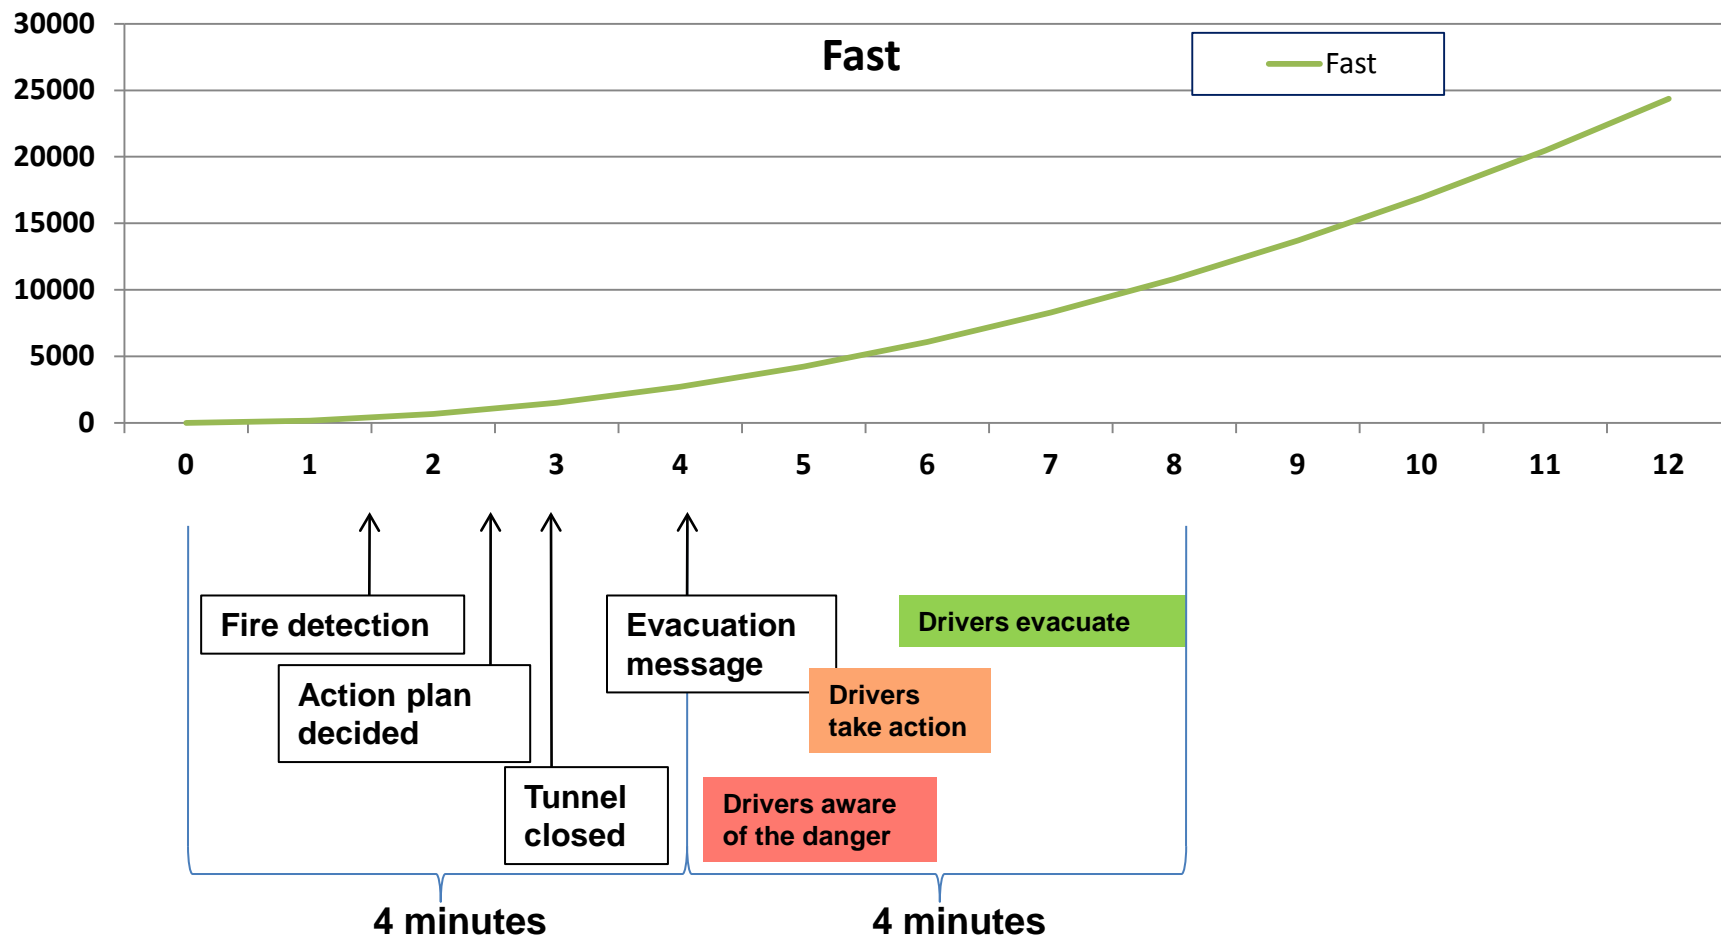 Fast
Fast
30000
25000
20000
15000
10000
5000
0
0 1 2 3 4 5 6 7 8 9 10 11 12
Fire detection
Action plan
decided
Tunnel
closed
Evacuation
message
Drivers evacuate
Drivers
take action
Drivers aware
of the danger
4 minutes
4 minutes